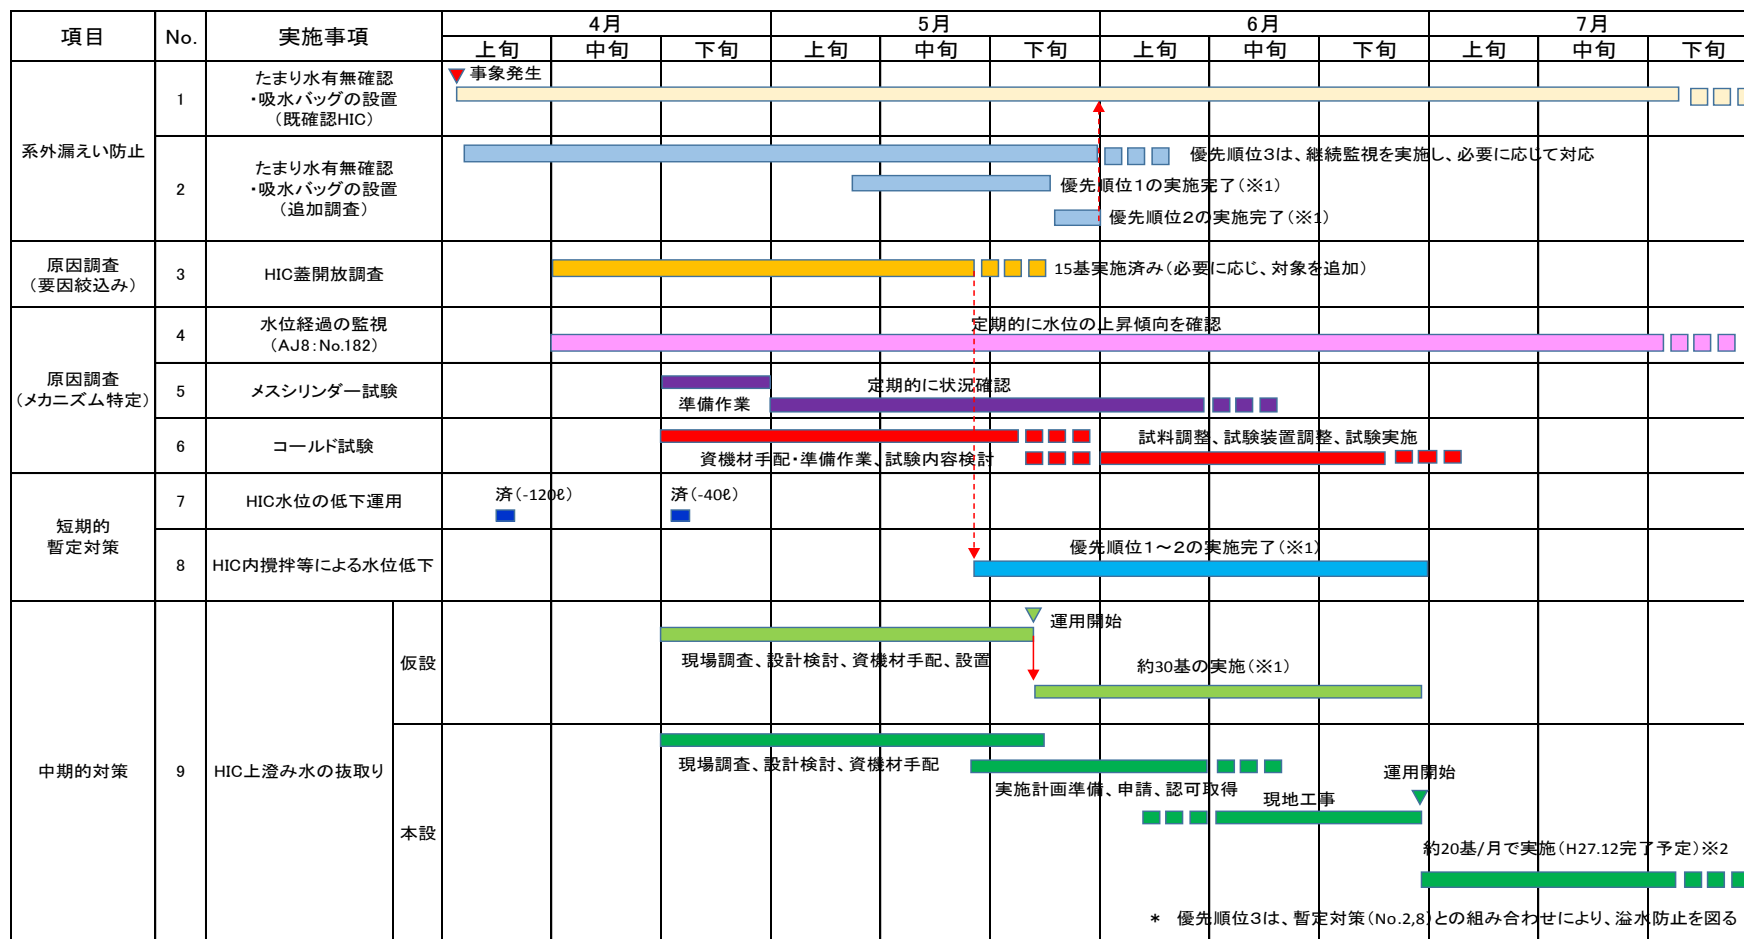 項目 No. 実施事項 4月 5月 6月 7月
上旬 中旬 下旬 上旬 中旬 下旬 上旬 中旬 下旬 上旬 中旬 下旬
系外漏えい防止
1
たまり水有無確認
・吸水バッグの設置
（既確認HIC）
事象発生
2
たまり水有無確認
・吸水バッグの設置
（追加調査）
優先順位３は、継続監視を実施し、必要に応じて対応
優先順位１の実施完了（※1）
優先順位２の実施完了（※1）
原因調査
（要因絞込み）
3
HIC蓋開放調査
15基実施済み（必要に応じ、対象を追加）
原因調査
（メカニズム特定）
4
水位経過の監視
（AJ8：No.182）
定期的に水位の上昇傾向を確認
5
メスシリンダー試験
準備作業
定期的に状況確認
6
コールド試験
資機材手配・準備作業、試験内容検討
試料調整、試験装置調整、試験実施
短期的
暫定対策
7
HIC水位の低下運用
済（-120ℓ）
済（-40ℓ）
8
HIC内攪拌等による水位低下
優先順位１～２の実施完了（※1）
中期的対策
9
HIC上澄み水の抜取り
仮設
運用開始
現場調査、設計検討、資機材手配、設置
約30基の実施（※1）
本設
現場調査、設計検討、資機材手配
実施計画準備、申請、認可取得
現地工事
運用開始
約20基/月で実施（H27.12完了予定）※2
* 優先順位３は、暫定対策（No.2,8）との組み合わせにより、溢水防止を図る